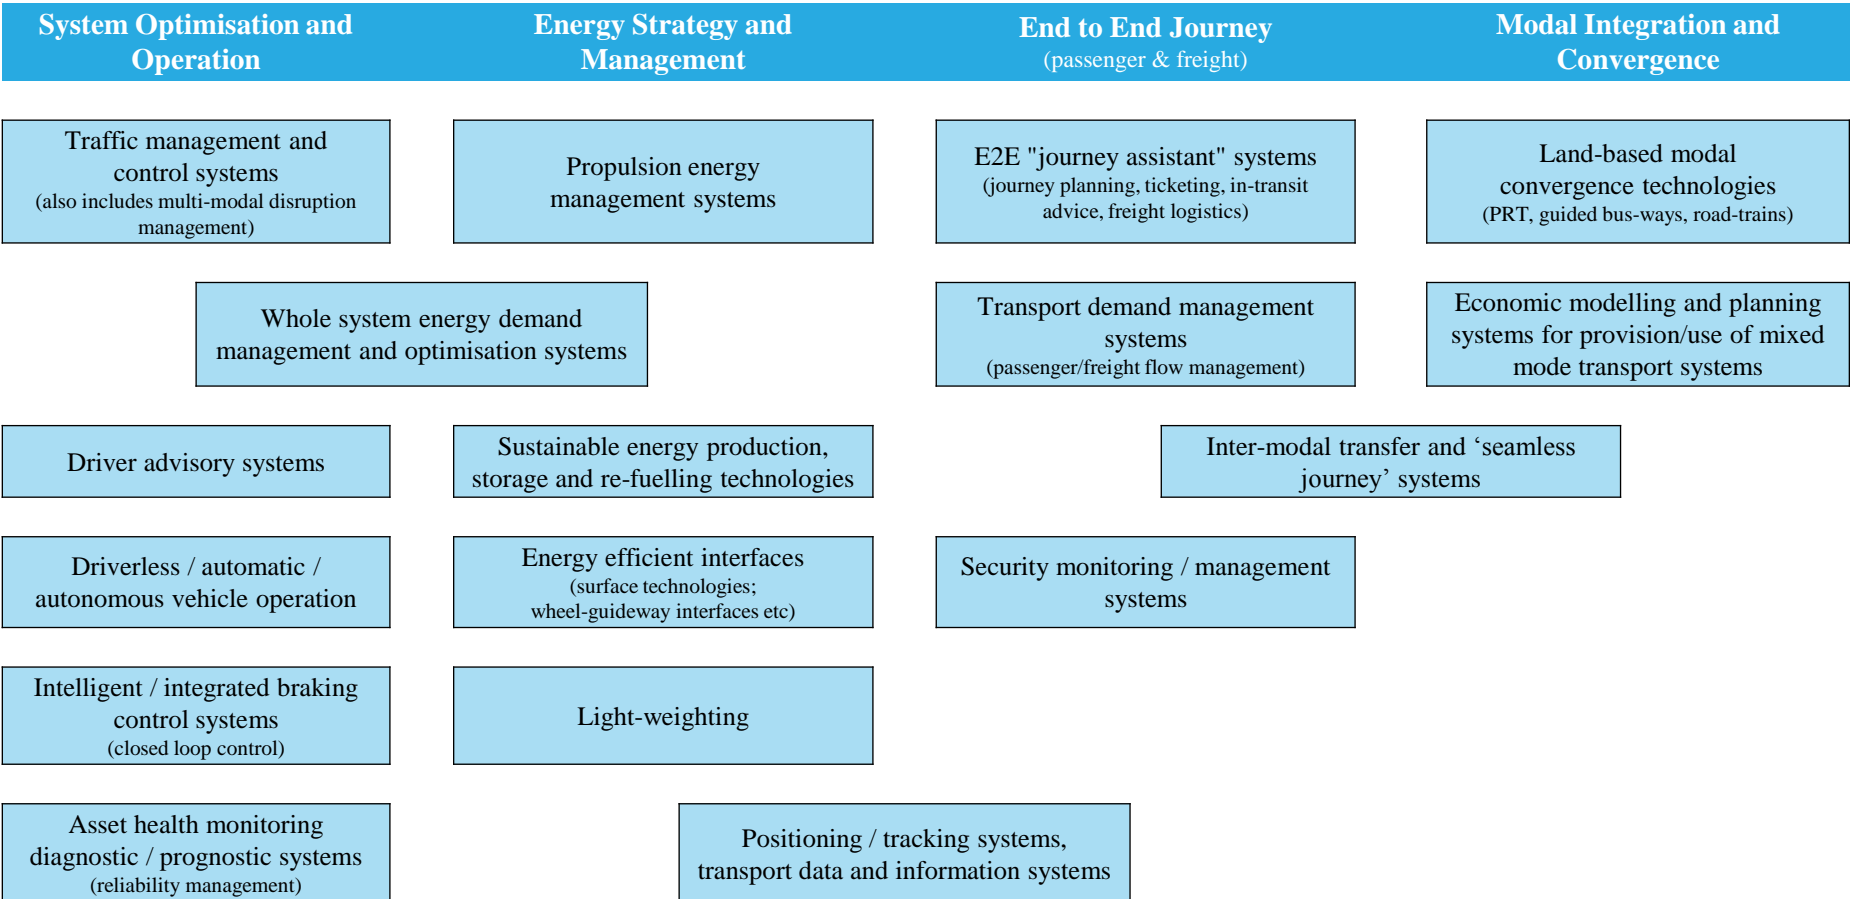 System Optimisation and
Operation
Energy Strategy and
Management
End to End Journey
(passenger & freight)
Modal Integration and
Convergence
Traffic management and
control systems
(also includes multi-modal disruption
management)
Propulsion energy
management systems
E2E "journey assistant" systems
(journey planning, ticketing, in-transit
advice, freight logistics)
Land-based modal
convergence technologies
(PRT, guided bus-ways, road-trains)
Whole system energy demand
management and optimisation systems
Transport demand management
systems
(passenger/freight flow management)
Economic modelling and planning
systems for provision/use of mixed
mode transport systems
Driver advisory systems
Sustainable energy production,
storage and re-fuelling technologies
Inter-modal transfer and ‘seamless
journey’ systems
Driverless / automatic /
autonomous vehicle operation
Energy efficient interfaces
(surface technologies;
wheel-guideway interfaces etc)
Security monitoring / management
systems
Intelligent / integrated braking
control systems
(closed loop control)
Light-weighting
Asset health monitoring
diagnostic / prognostic systems
(reliability management)
Positioning / tracking systems,
transport data and information systems